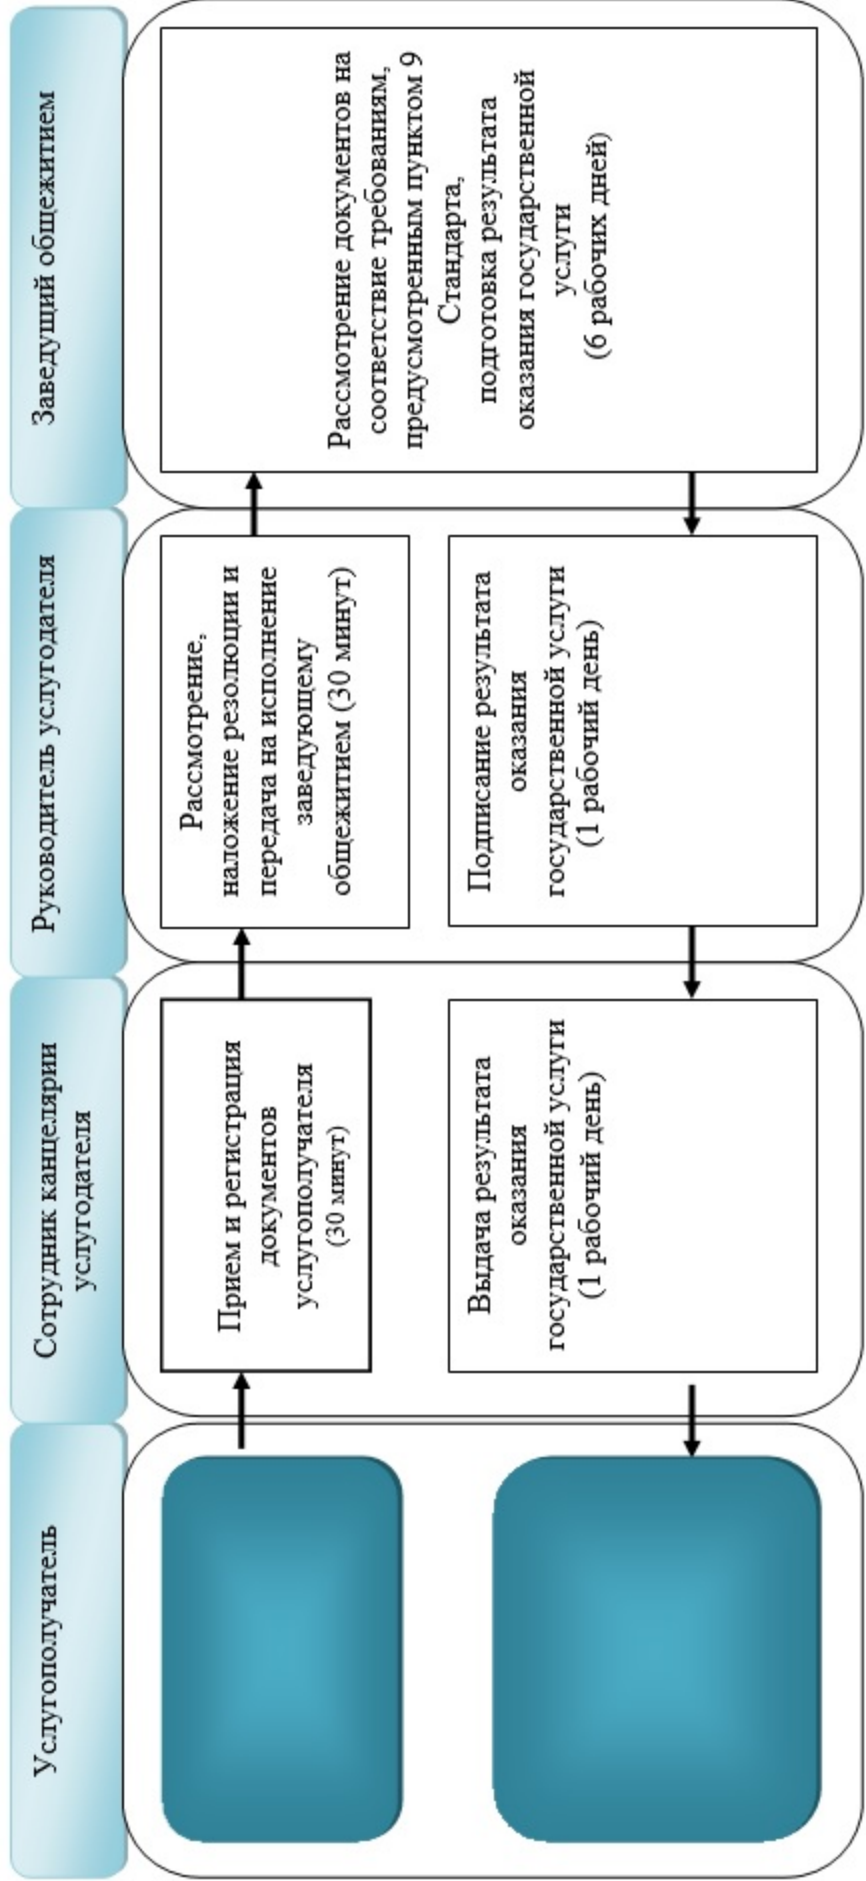 Услугополучатель
Сотрудник канцелярии
услугодателя
Руководитель услугодателя
Заведущий общежитием
Прием и регистрация
документов
услугополучателя
(30 минут)
Рассмотрение,
наложение резолюции и
передача на исполнение
заведующему
общежитием (30 минут)
Рассмотрение документов на
соответствие требованиям,
предусмотренным пунктом 9
Стандарта,
подготовка результата
оказания государственной
услуги
(6 рабочих дней)
Подписание результата
оказания
государственной услуги
(1 рабочий день)
Выдача результата
оказания
государственной услуги
(1 рабочий день)